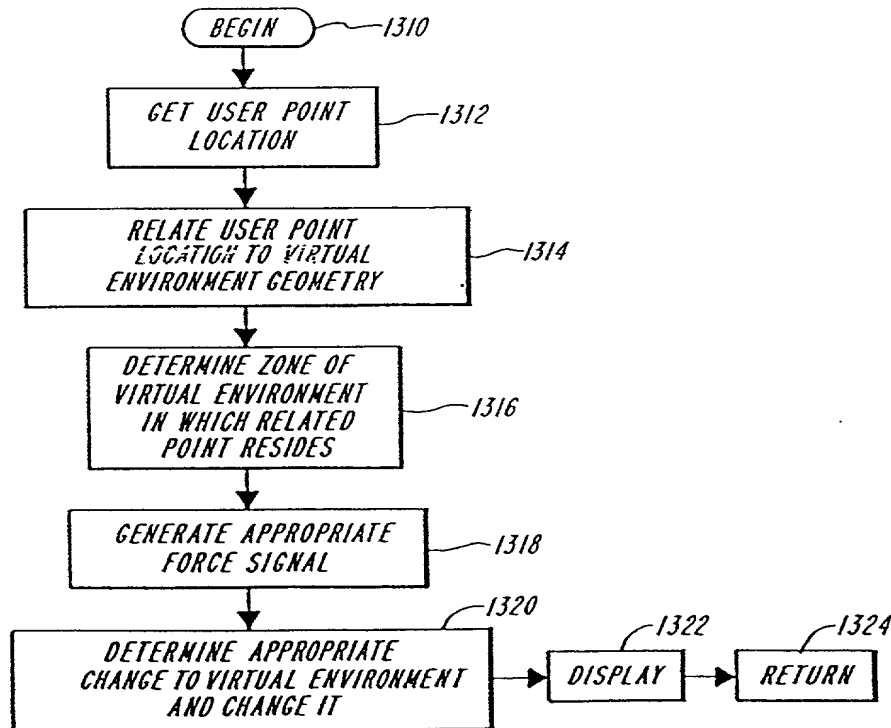 BEGIN
1310
GET USER POINT
LOCATION
1312
RELATE USER POINT
LOCATION TO VIRTUAL
ENVIRONMENT GEOMETRY
1314
DETERMINE ZONE OF
VIRTUAL ENVIRONMENT
IN WHICH RELATED
POINT RESIDES
1316
GENERATE APPROPRIATE
FORCE SIGNAL
1318
DETERMINE APPROPRIATE
CHANGE TO VIRTUAL ENVIRONMENT
AND CHANGE IT
1320
DISPLAY
1322
RETURN
1324